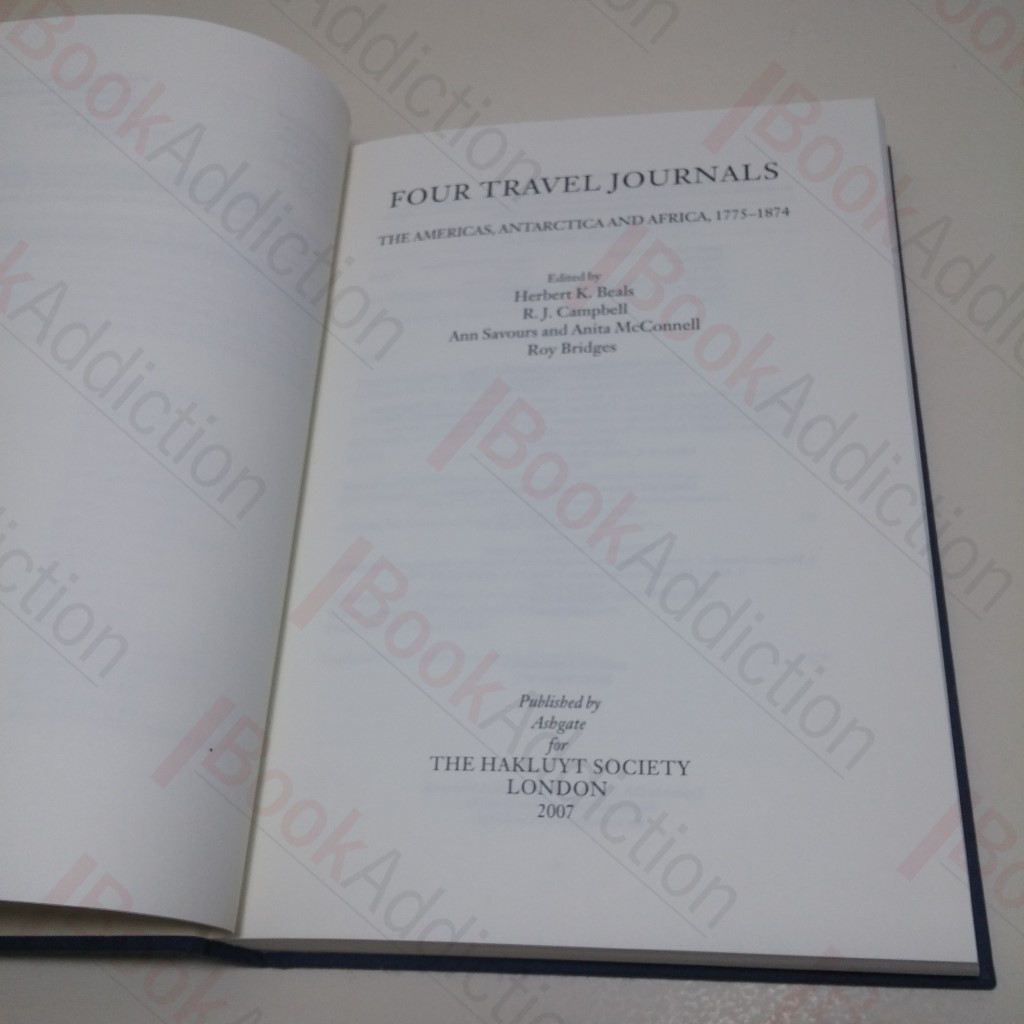 FOUR TRAVEL JOURNALS
THE AMERICAS, ANTARCTICA AND AFRICA, 1775–1874
Edited by
Herbert K. Beals
R. J. Campbell
Ann Savours and Anita McConnell
Roy Bridges
Published by
Ashgate
for
THE HAKLUYT SOCIETY
LONDON
2007
BookAddiction